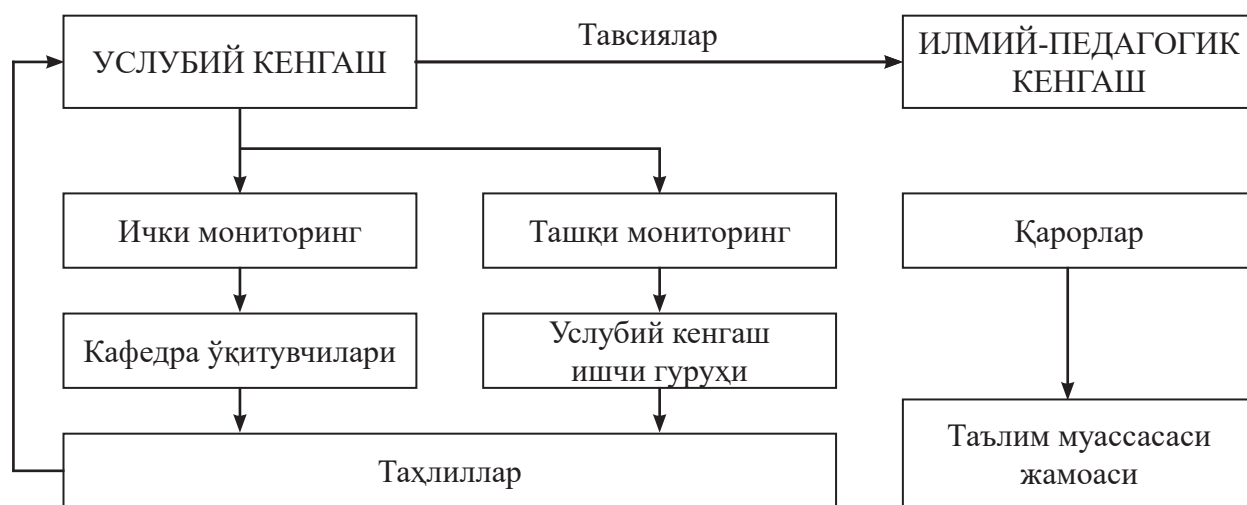 УСЛУБИЙ КЕНГАШ
Тавсиялар
ИЛМИЙ-ПЕДАГОГИК
КЕНГАШ
Ички мониторинг
Ташқи мониторинг
Қарорлар
Кафедра ўқитувчилари
Услубий кенгаш
ишчи гуруҳи
Таҳлиллар
Таълим муассасаси
жамоаси